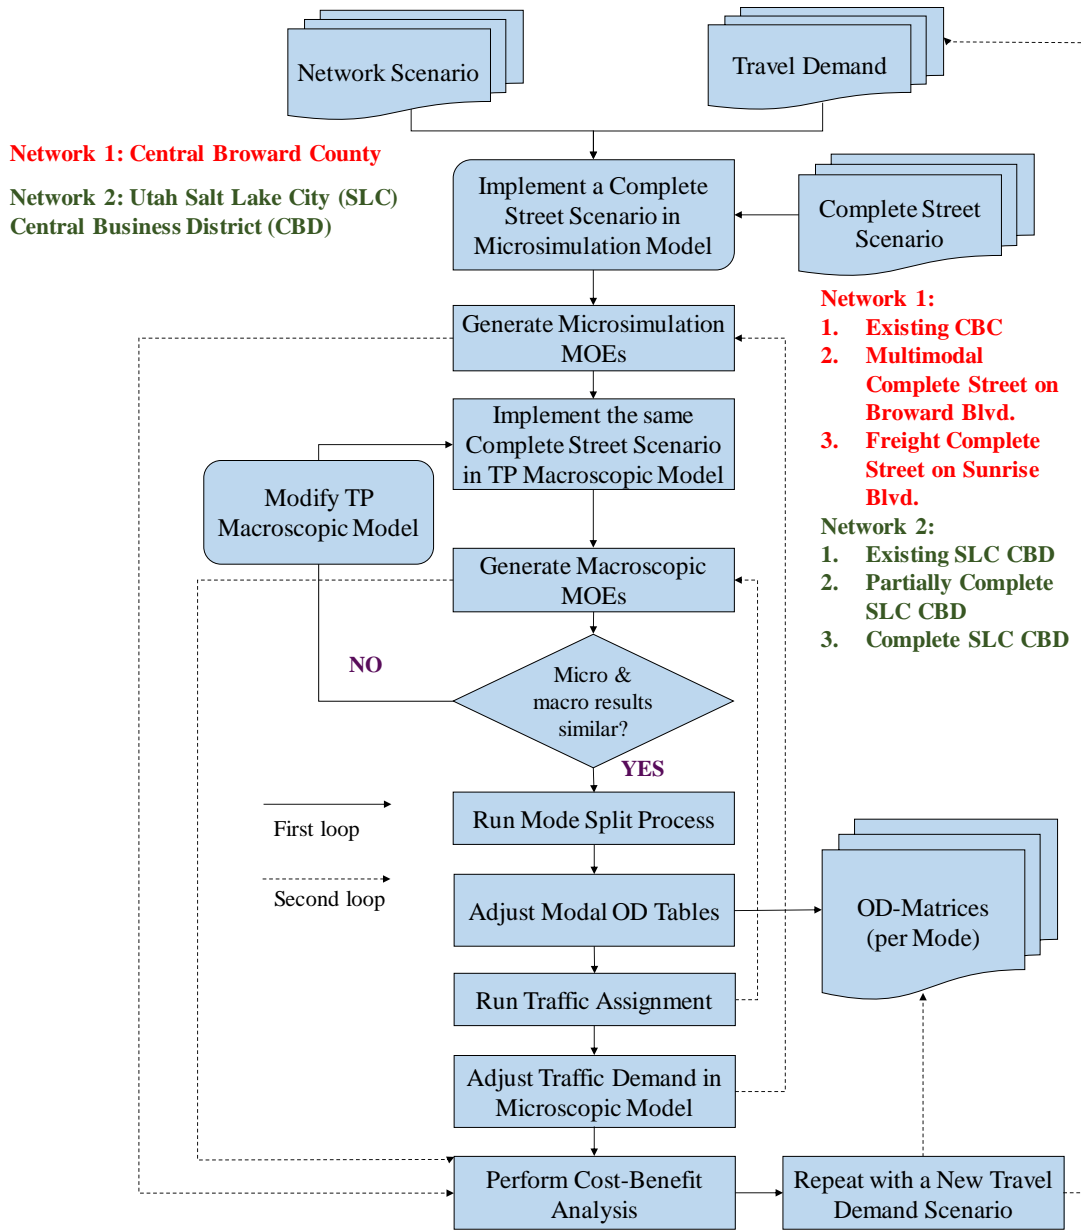 Network Scenario
Travel Demand
Network 1: Central Broward County
Network 2: Utah Salt Lake City (SLC)
Central Business District (CBD)
Implement a Complete
Street Scenario in
Microsimulation Model
Complete Street
Scenario
Network 1:
1. Existing CBC
2. Multimodal
Complete Street on
Broward Blvd.
3. Freight Complete
Street on Sunrise
Blvd.
Network 2:
1. Existing SLC CBD
2. Partially Complete
SLC CBD
3. Complete SLC CBD
Generate Microsimulation
MOEs
Implement the same
Complete Street Scenario
in TP Macroscopic Model
Modify TP
Macroscopic Model
Generate Macroscopic
MOEs
NO
Micro &
macro results
similar?
YES
First loop
Second loop
Run Mode Split Process
Adjust Modal OD Tables
OD-Matrices
(per Mode)
Run Traffic Assignment
Adjust Traffic Demand in
Microscopic Model
Perform Cost-Benefit
Analysis
Repeat with a New Travel
Demand Scenario